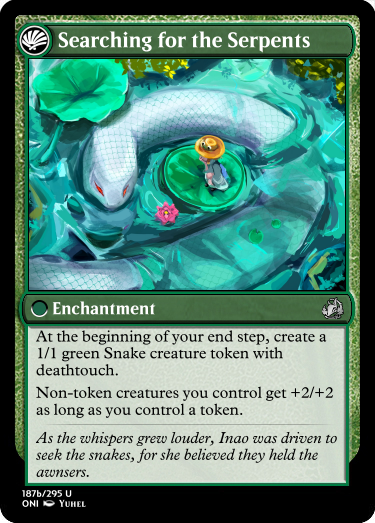 Searching for the Serpents
Enchantment
At the beginning of your end step, create a
1/1 green Snake creature token with
deathtouch.
Non-token creatures you control get +2/+2
as long as you control a token.
As the whispers grew louder, Inao was driven to
seek the snakes, for she believed they held the
awnsers.
187b/295 U
ONI Yuhel